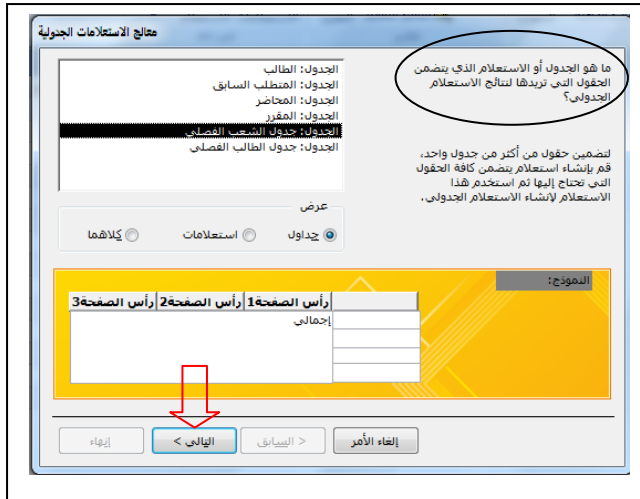 معالج الاستعلامات الجدولية
ما هو الجدول أو الاستعلام الذي يتضمن
الحقول التي تريدها لنتائج الاستعلام
الجدولي؟
لتضمين حقول من أكثر من جدول واحد،
قم بإنشاء استعلام يتضمن كافة الحقول
التي تحتاج إليها ثم استخدم هذا
الاستعلام لإنشاء الاستعلام الجدولي.
الجدول: الطالب
الجدول: المتطلب السابق
الجدول: المحاضر
الجدول: المقرر
الجدول: جدول الشعب الفصلي
الجدول: جدول الطالب الفصلي
عرض
جداول
استعلامات
كلاهما
النموذج:
رأس الصفحة1 رأس الصفحة2 رأس الصفحة3
إجمالي
إلغاء الأمر
< السابق
التالي >
إنهاء